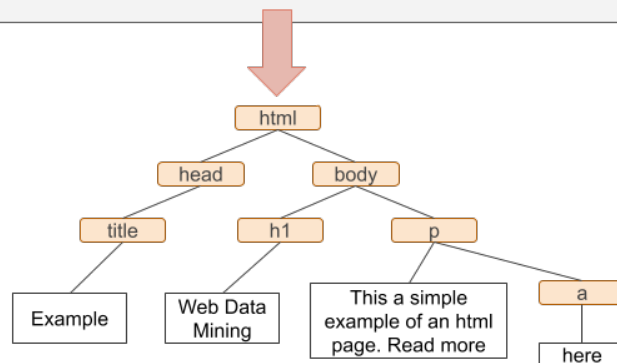 html
head
body
title
h1
p
Example
Web Data
Mining
This a simple
example of an html
page. Read more
a
here